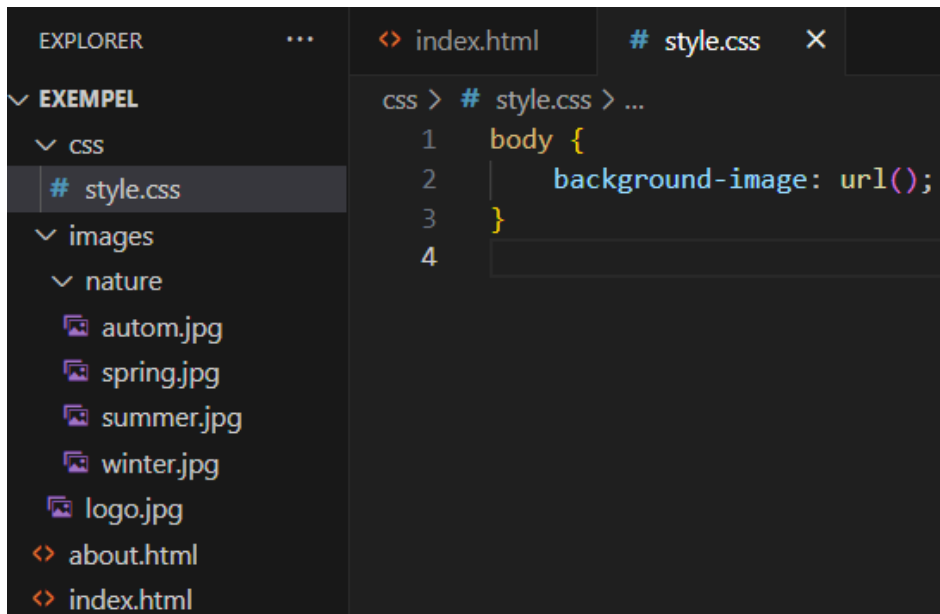 EXPLORER ...
EXEMPEL
css
# style.css
images
nature
autom.jpg
spring.jpg
summer.jpg
winter.jpg
logo.jpg
<> about.html
<> index.html
<> index.html # style.css ×
css > # style.css > ...
1 body {
2 background-image: url();
3 }
4